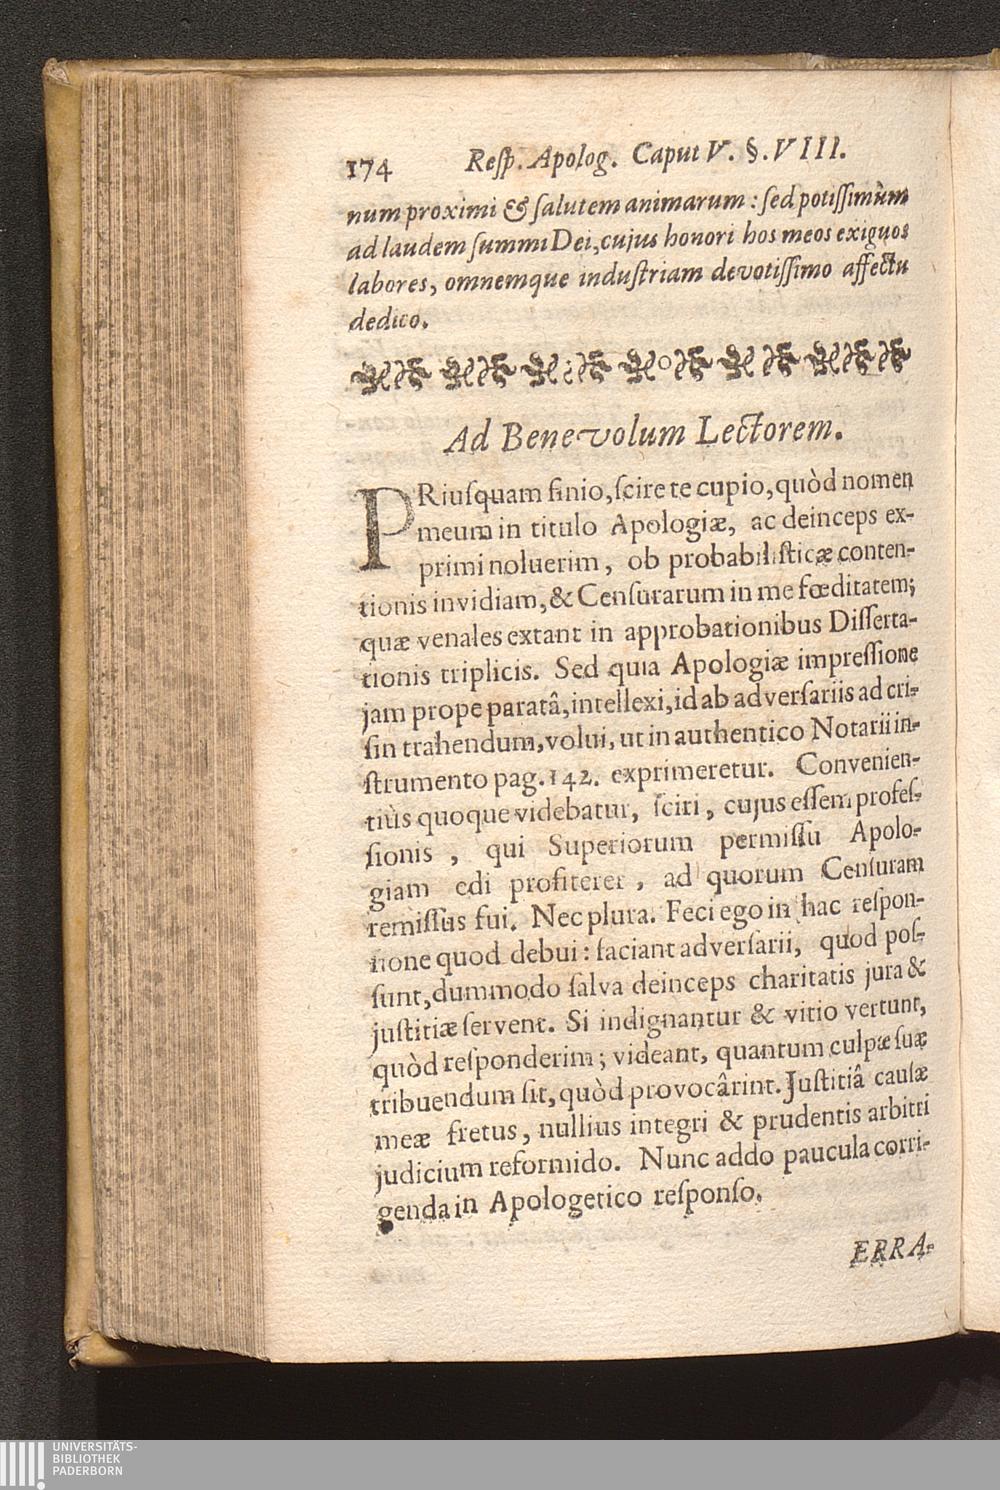 174 Reſp. Apolog. Caput V. §. VIII.
num proximi & ſalutem animarum : ſed potiſſimùm
ad laudem ſummi Dei, cujus honori hos meos exiguos
labores, omnemque induſtriam devotiſſimo affectu
dedico.
Ad Benevolum Lectorem.
PRiuſquam finio, ſcire te cupio, quòd nomen
meum in titulo Apologiæ, ac deinceps ex-
primi noluerim, ob probabiliſticæ conten-
tionis invidiam, & Cenſurarum in me fœditatem;
quæ venales extant in approbationibus Diſſerta-
tionis triplicis. Sed quia Apologiæ impreſſione
jam prope paratâ, intellexi, id ab adverſariis ad cri-
ſin trahendum, volui, ut in authentico Notarii in-
ſtrumento pag. 142. exprimeretur. Convenien-
tiùs quoque videbatur, ſciri, cujus eſſem profeſ-
ſionis, qui Superiorum permiſſu Apolo-
giam edi profiterer, ad quorum Cenſuram
remiſſus fui. Nec plura. Feci ego in hac reſpon-
ſione quod debui : faciant adverſarii, quod poſ-
ſunt, dummodo ſalva deinceps charitatis jura &
juſtitiæ ſervent. Si indignantur & vitio vertunt,
quòd reſponderim ; videant, quantum culpæ ſuæ
tribuendum ſit, quòd provocârint. Juſtitiâ cauſæ
meæ fretus, nullius integri & prudentis arbitri
judicium reformido. Nunc addo paucula corri-
genda in Apologetico reſponſo.
ERRA-
UNIVERSITÄTS-
BIBLIOTHEK
PADERBORN